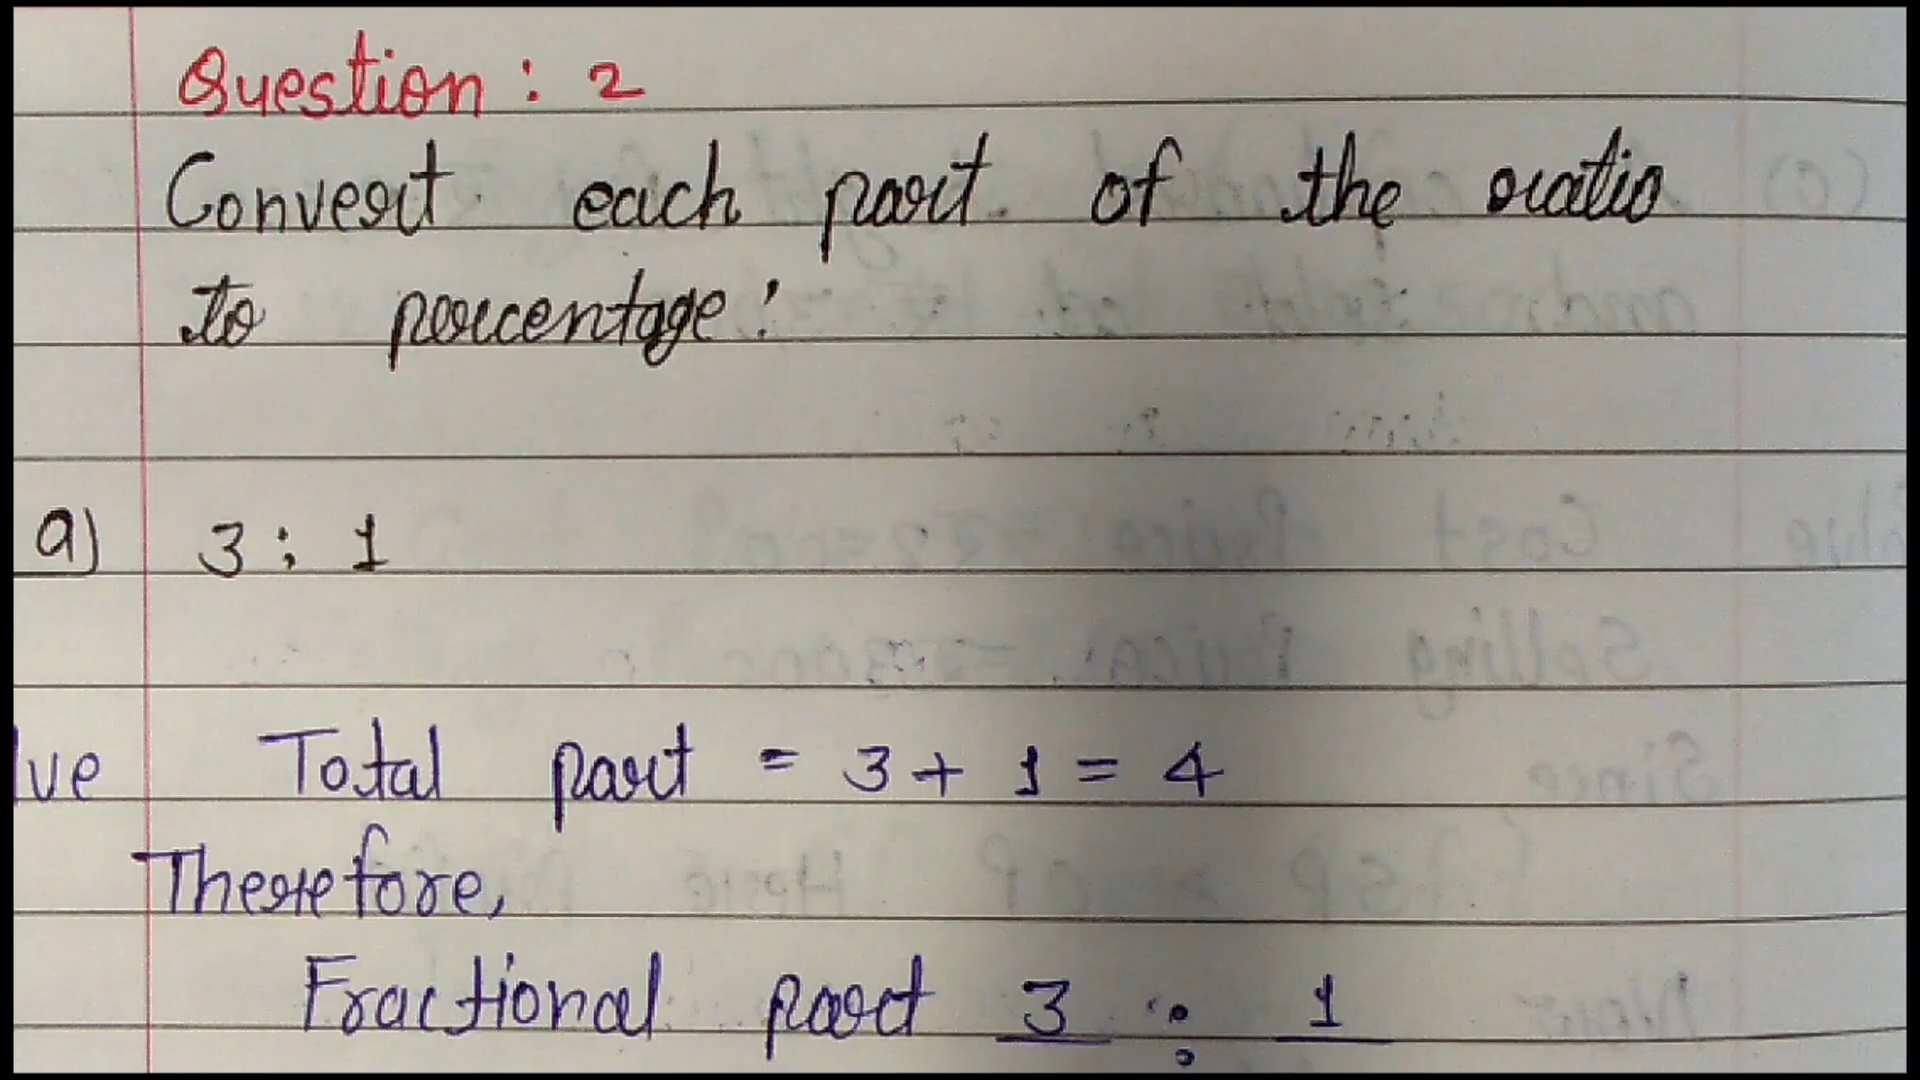 Question : 2
Convert each part of the ratio
to percentage :
a) 3 : 1
lve Total part = 3 + 1 = 4
Therefore,
Fractional part 3 : 1